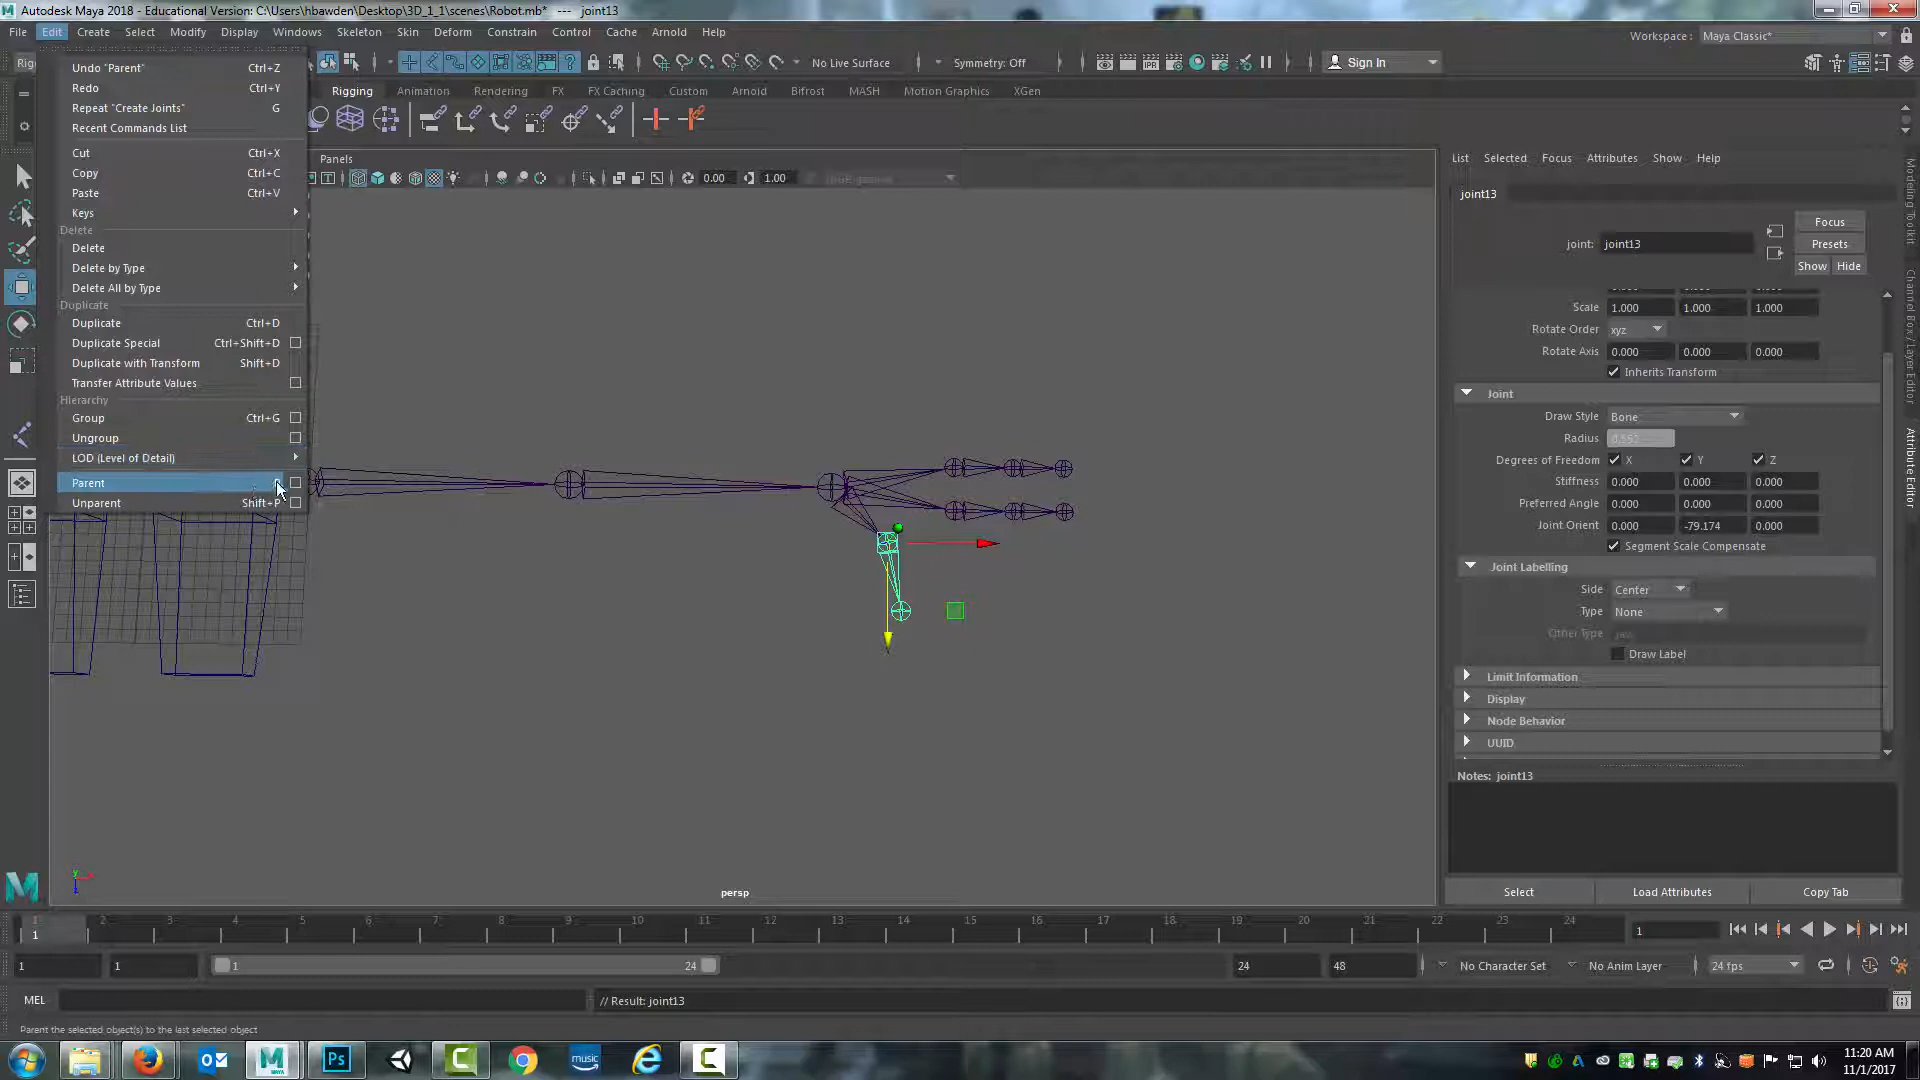 Autodesk Maya 2018 - Educational Version: C:\Users\hbawden\Desktop\3D_1_1\scenes\Robot.mb*   ---   joint13
File Edit Create Select Modify Display Windows Skeleton Skin Deform Constrain Control Cache Arnold Help
Workspace : Maya Classic*
No Live Surface
Symmetry: Off
Sign In
Rigging Animation Rendering FX FX Caching Custom Arnold Bifrost MASH Motion Graphics XGen
Undo "Parent" Ctrl+Z
Redo Ctrl+Y
Repeat "Create Joints" G
Recent Commands List
Cut Ctrl+X
Copy Ctrl+C
Paste Ctrl+V
Keys
Delete
Delete
Delete by Type
Delete All by Type
Duplicate
Duplicate Ctrl+D
Duplicate Special Ctrl+Shift+D
Duplicate with Transform Shift+D
Transfer Attribute Values
Hierarchy
Group Ctrl+G
Ungroup
LOD (Level of Detail)
Parent
Unparent Shift+P
Panels
0.00 1.00
persp
List Selected Focus Attributes Show Help
joint13
joint: joint13
Focus
Presets
Show Hide
Scale 1.000 1.000 1.000
Rotate Order xyz
Rotate Axis 0.000 0.000 0.000
Inherits Transform
Joint
Draw Style Bone
Radius
Degrees of Freedom X Y Z
Stiffness 0.000 0.000 0.000
Preferred Angle 0.000 0.000 0.000
Joint Orient 0.000 -79.174 0.000
Segment Scale Compensate
Joint Labelling
Side Center
Type None
Other Type jaw
Draw Label
Limit Information
Display
Node Behavior
UUID
Notes: joint13
Select Load Attributes Copy Tab
Modeling Toolkit
Channel Box / Layer Editor
Attribute Editor
1 2 3 4 5 6 7 8 9 10 11 12 13 14 15 16 17 18 19 20 21 22 23 24
1
1
1 1 1 24 24 48 No Character Set No Anim Layer 24 fps
MEL // Result: joint13
Parent the selected object(s) to the last selected object
music
11:20 AM
11/1/2017